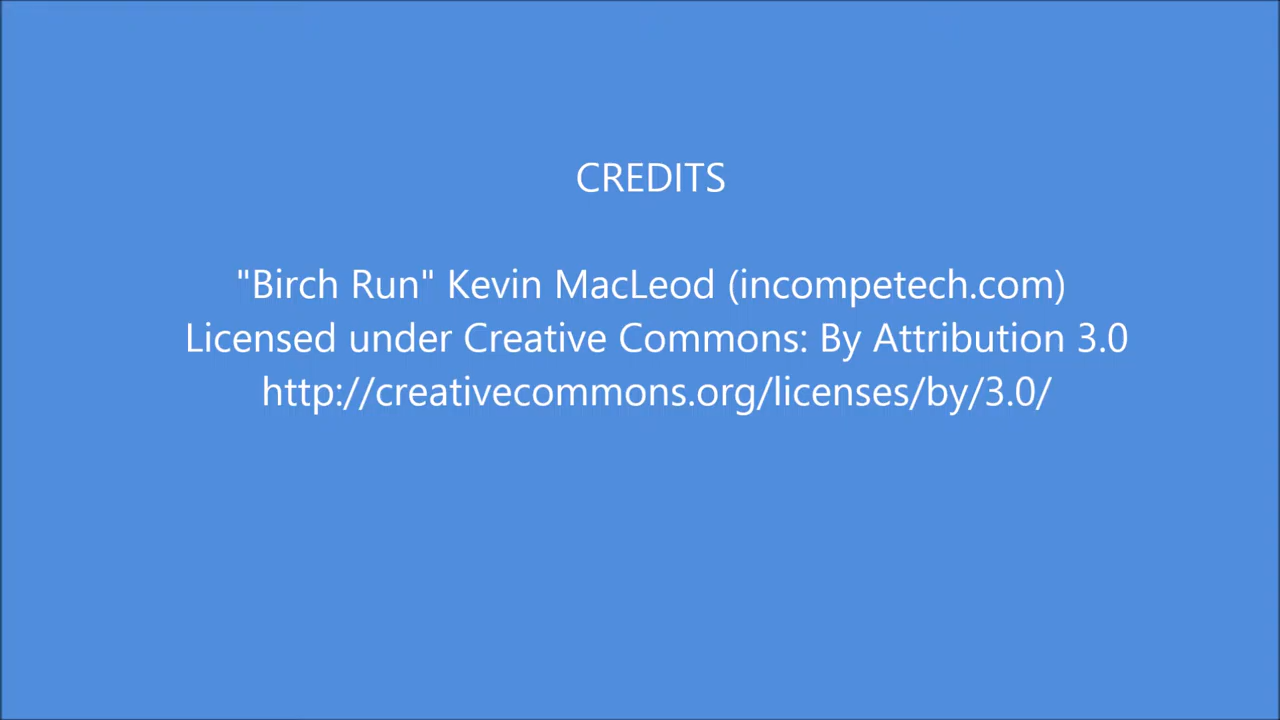 CREDITS
"Birch Run" Kevin MacLeod (incompetech.com)
Licensed under Creative Commons: By Attribution 3.0
http://creativecommons.org/licenses/by/3.0/